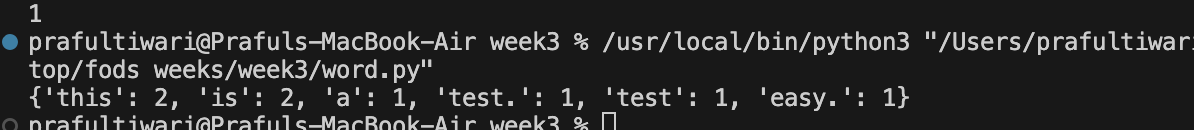 1
prafultiwari@Prafuls-MacBook-Air week3 % /usr/local/bin/python3 "/Users/prafultiwari
top/fods weeks/week3/word.py"
{'this': 2, 'is': 2, 'a': 1, 'test.': 1, 'test': 1, 'easy.': 1}
prafultiwari@Prafuls-MacBook-Air week3 %